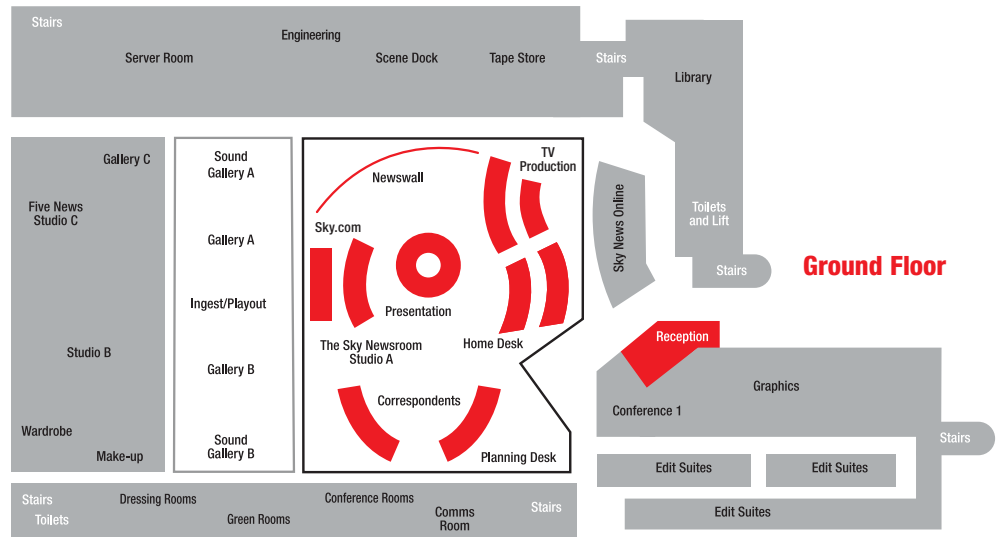 Stairs
Engineering
Server Room
Scene Dock
Tape Store
Stairs
Library
Gallery C
Sound
Gallery A
Newswall
TV
Production
Five News
Studio C
Sky.com
Sky News Online
Toilets
and Lift
Gallery A
Stairs
Ground Floor
Ingest/Playout
Presentation
Studio B
The Sky Newsroom
Studio A
Home Desk
Reception
Gallery B
Graphics
Correspondents
Conference 1
Wardrobe
Make-up
Sound
Gallery B
Planning Desk
Stairs
Edit Suites
Edit Suites
Stairs
Toilets
Dressing Rooms
Green Rooms
Conference Rooms
Comms
Room
Stairs
Edit Suites